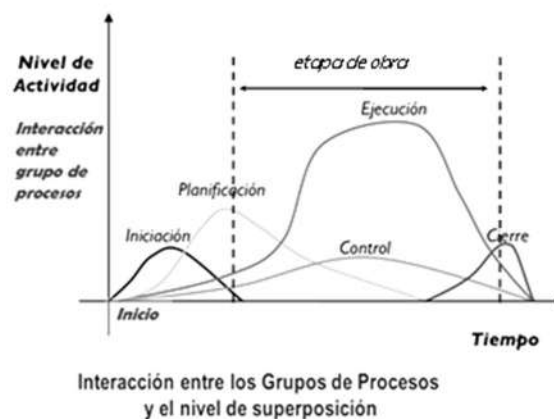 Nivel de
Actividad
etapa de obra
Ejecución
Interacción
entre
grupo de
procesos
Planificación
Iniciación
Control
Cierre
Inicio
Tiempo
Interacción entre los Grupos de Procesos
y el nivel de superposición